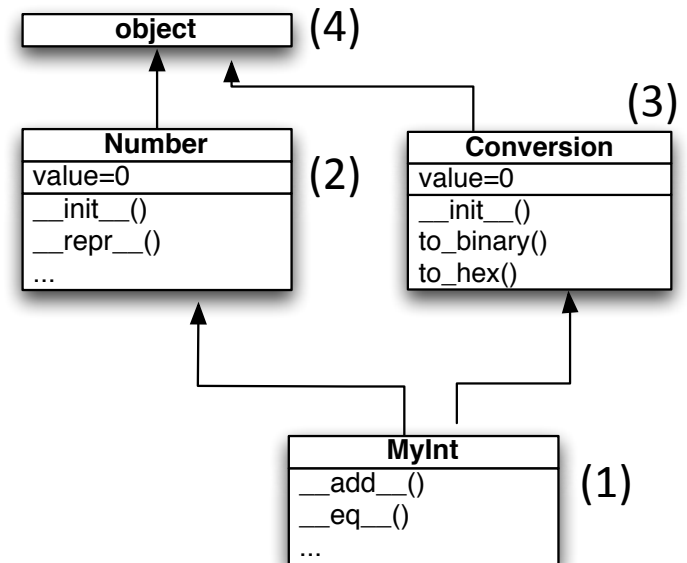 object
(4)
(3)
Number
value=0
__init__()
__repr__()
...
(2)
Conversion
value=0
__init__()
to_binary()
to_hex()
MyInt
__add__()
__eq__()
...
(1)